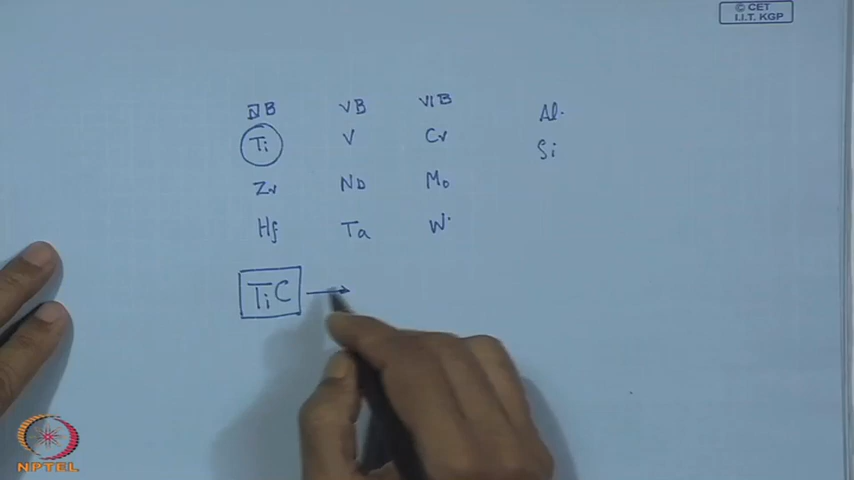 © CET
I.I.T. KGP
IVB VB VIB
Ti V Cr Al
Zr Nb Mo Si
Hf Ta W
TiC →
NPTEL